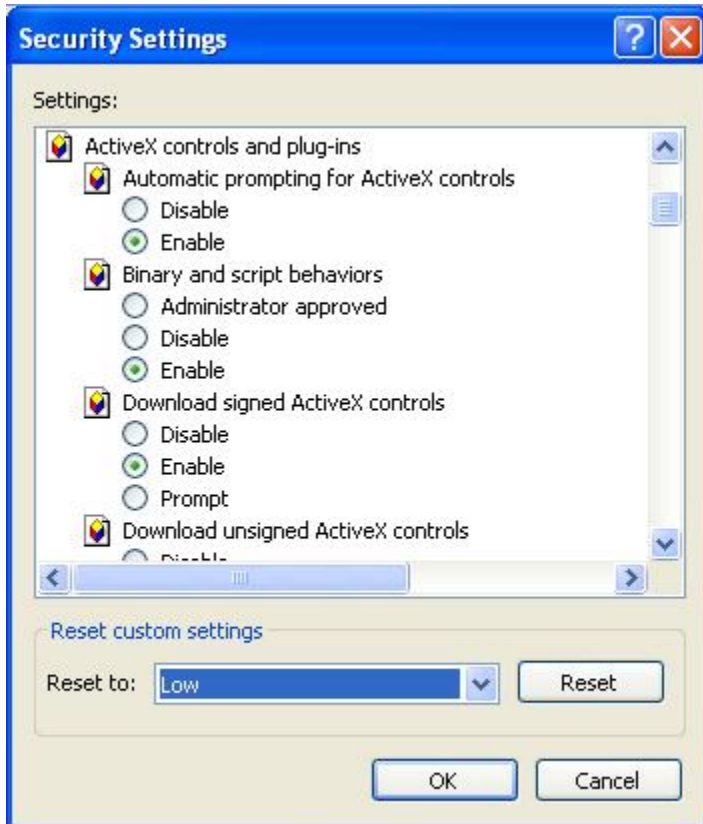 Security Settings
Settings:
ActiveX controls and plug-ins
Automatic prompting for ActiveX controls
Disable
Enable
Binary and script behaviors
Administrator approved
Disable
Enable
Download signed ActiveX controls
Disable
Enable
Prompt
Download unsigned ActiveX controls
Disable
Reset custom settings
Reset to: Low Reset
OK Cancel